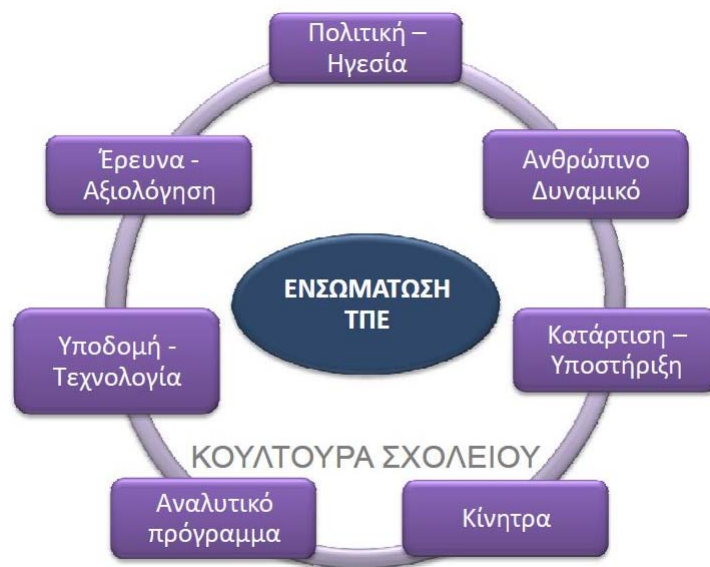 Πολιτική –
Ηγεσία
Ανθρώπινο
Δυναμικό
Κατάρτιση –
Υποστήριξη
Κίνητρα
Αναλυτικό
πρόγραμμα
Υποδομή -
Τεχνολογία
Έρευνα -
Αξιολόγηση
ΕΝΣΩΜΑΤΩΣΗ
ΤΠΕ
ΚΟΥΛΤΟΥΡΑ ΣΧΟΛΕΙΟΥ